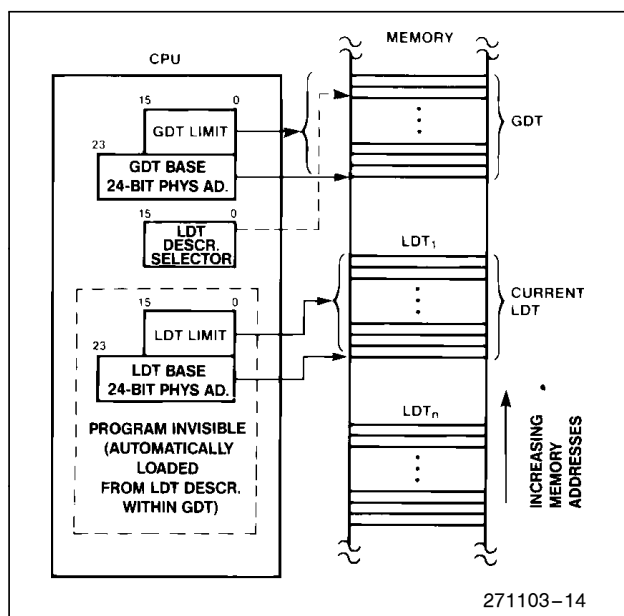 CPU
MEMORY
15
0
GDT LIMIT
23
GDT BASE
24-BIT PHYS AD.
GDT
15
0
LDT
DESCR.
SELECTOR
LDT1
CURRENT
LDT
15
0
LDT LIMIT
23
LDT BASE
24-BIT PHYS AD.
PROGRAM INVISIBLE
(AUTOMATICALLY
LOADED
FROM LDT DESCR.
WITHIN GDT)
LDTn
INCREASING
MEMORY
ADDRESSES
271103–14